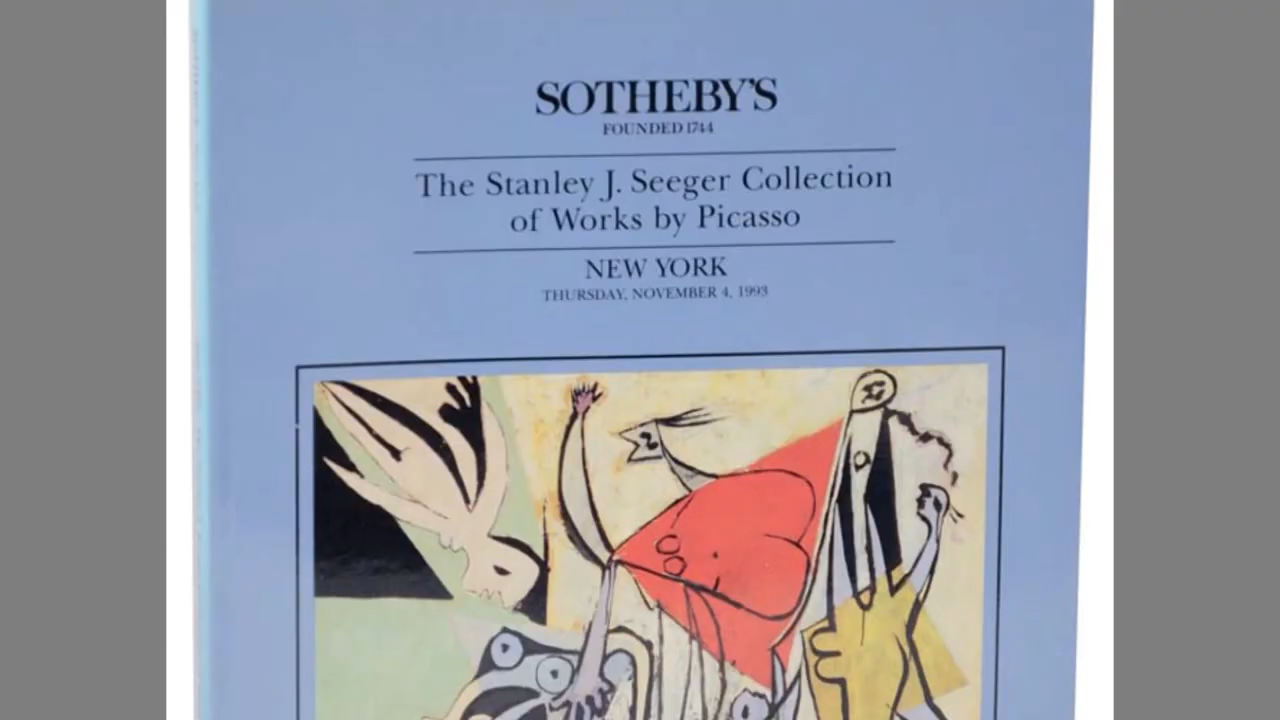 SOTHEBY'S
FOUNDED 1744
The Stanley J. Seeger Collection
of Works by Picasso
NEW YORK
THURSDAY, NOVEMBER 4, 1993